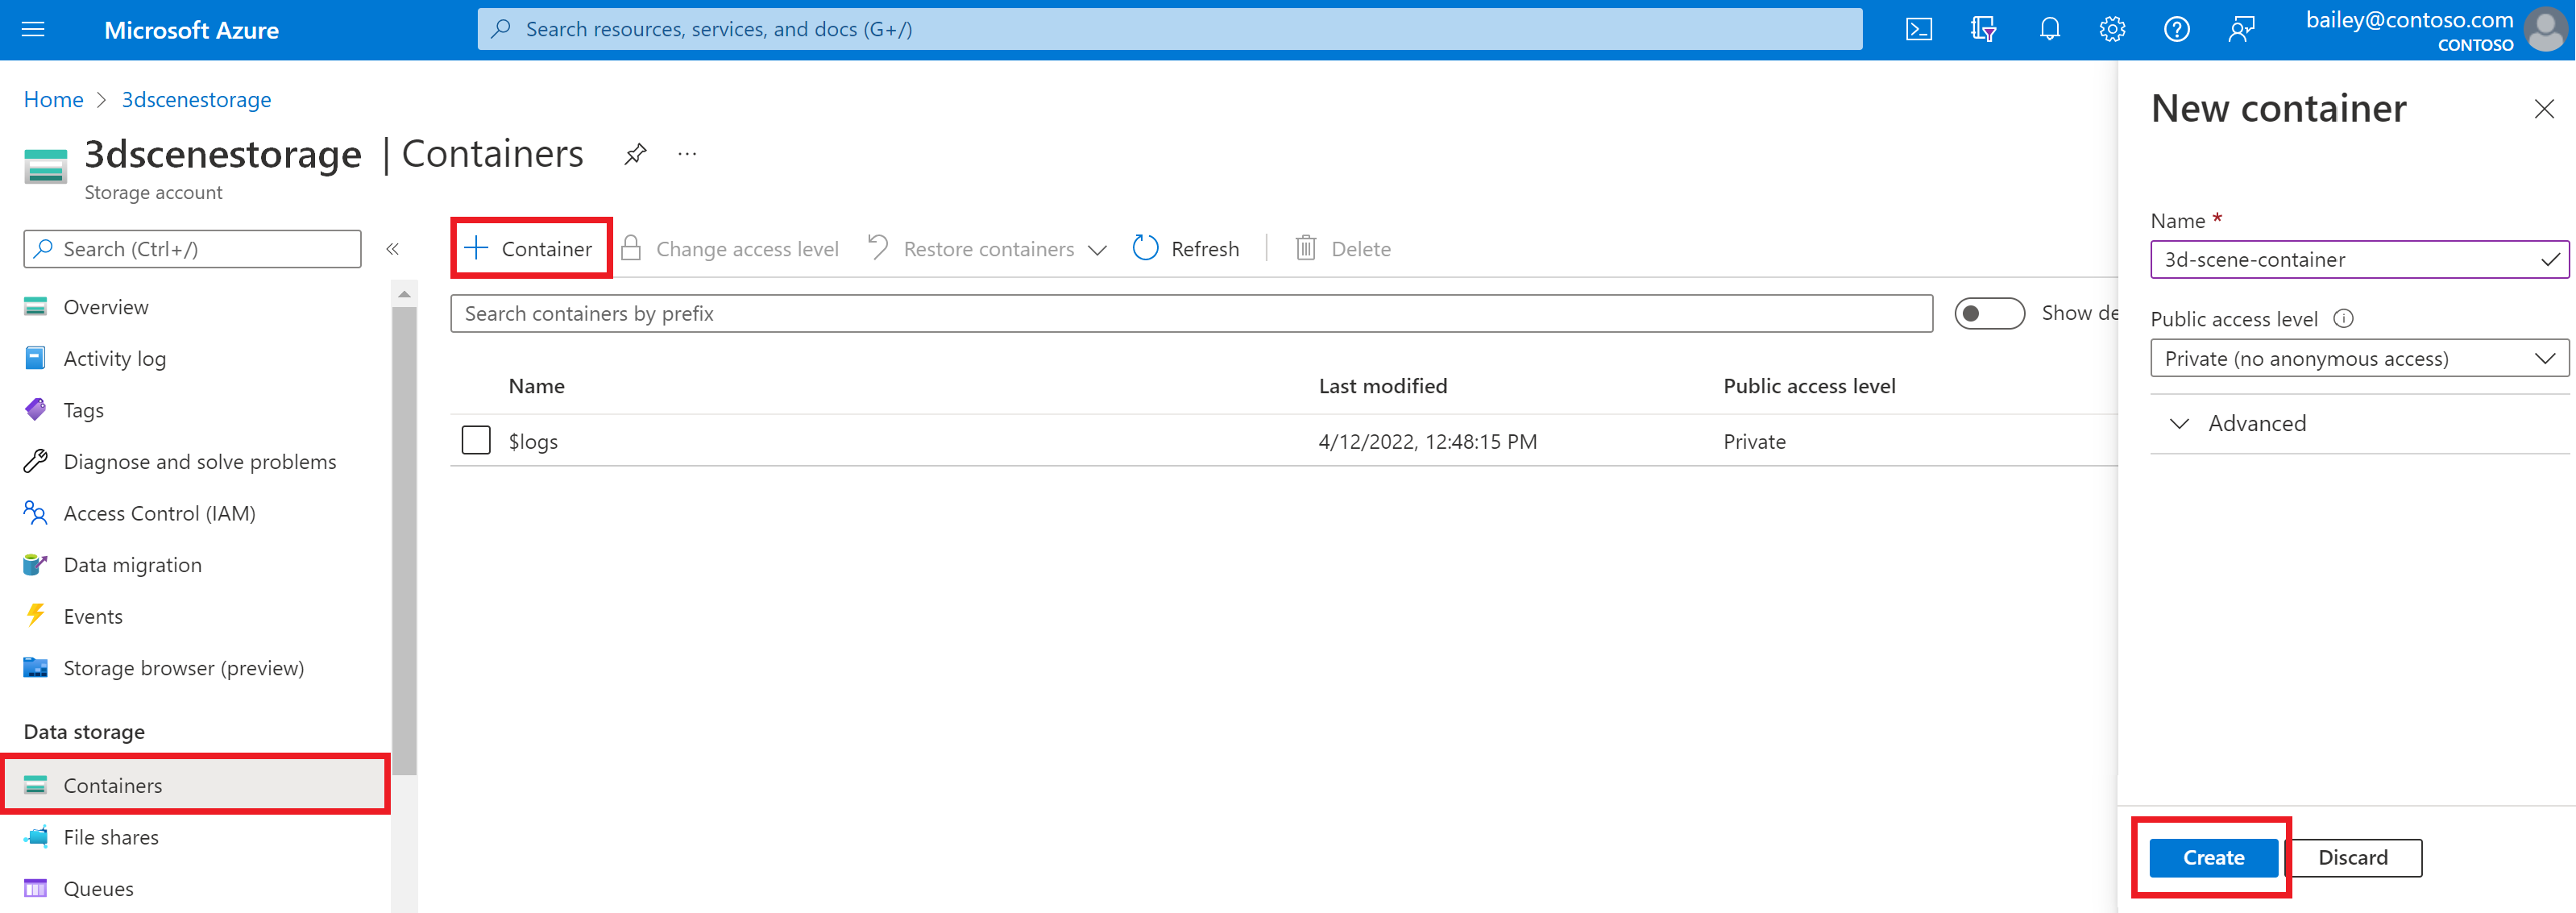 Microsoft Azure
Search resources, services, and docs (G+/)
bailey@contoso.com
CONTOSO
Home > 3dscenestorage
3dscenestorage | Containers
Storage account
Search (Ctrl+/)
Overview
Activity log
Tags
Diagnose and solve problems
Access Control (IAM)
Data migration
Events
Storage browser (preview)
Data storage
Containers
File shares
Queues
+ Container
Change access level
Restore containers
Refresh
Delete
Search containers by prefix
Show de
Name Last modified Public access level
$logs 4/12/2022, 12:48:15 PM Private
New container
Name *
3d-scene-container
Public access level
Private (no anonymous access)
Advanced
Create
Discard